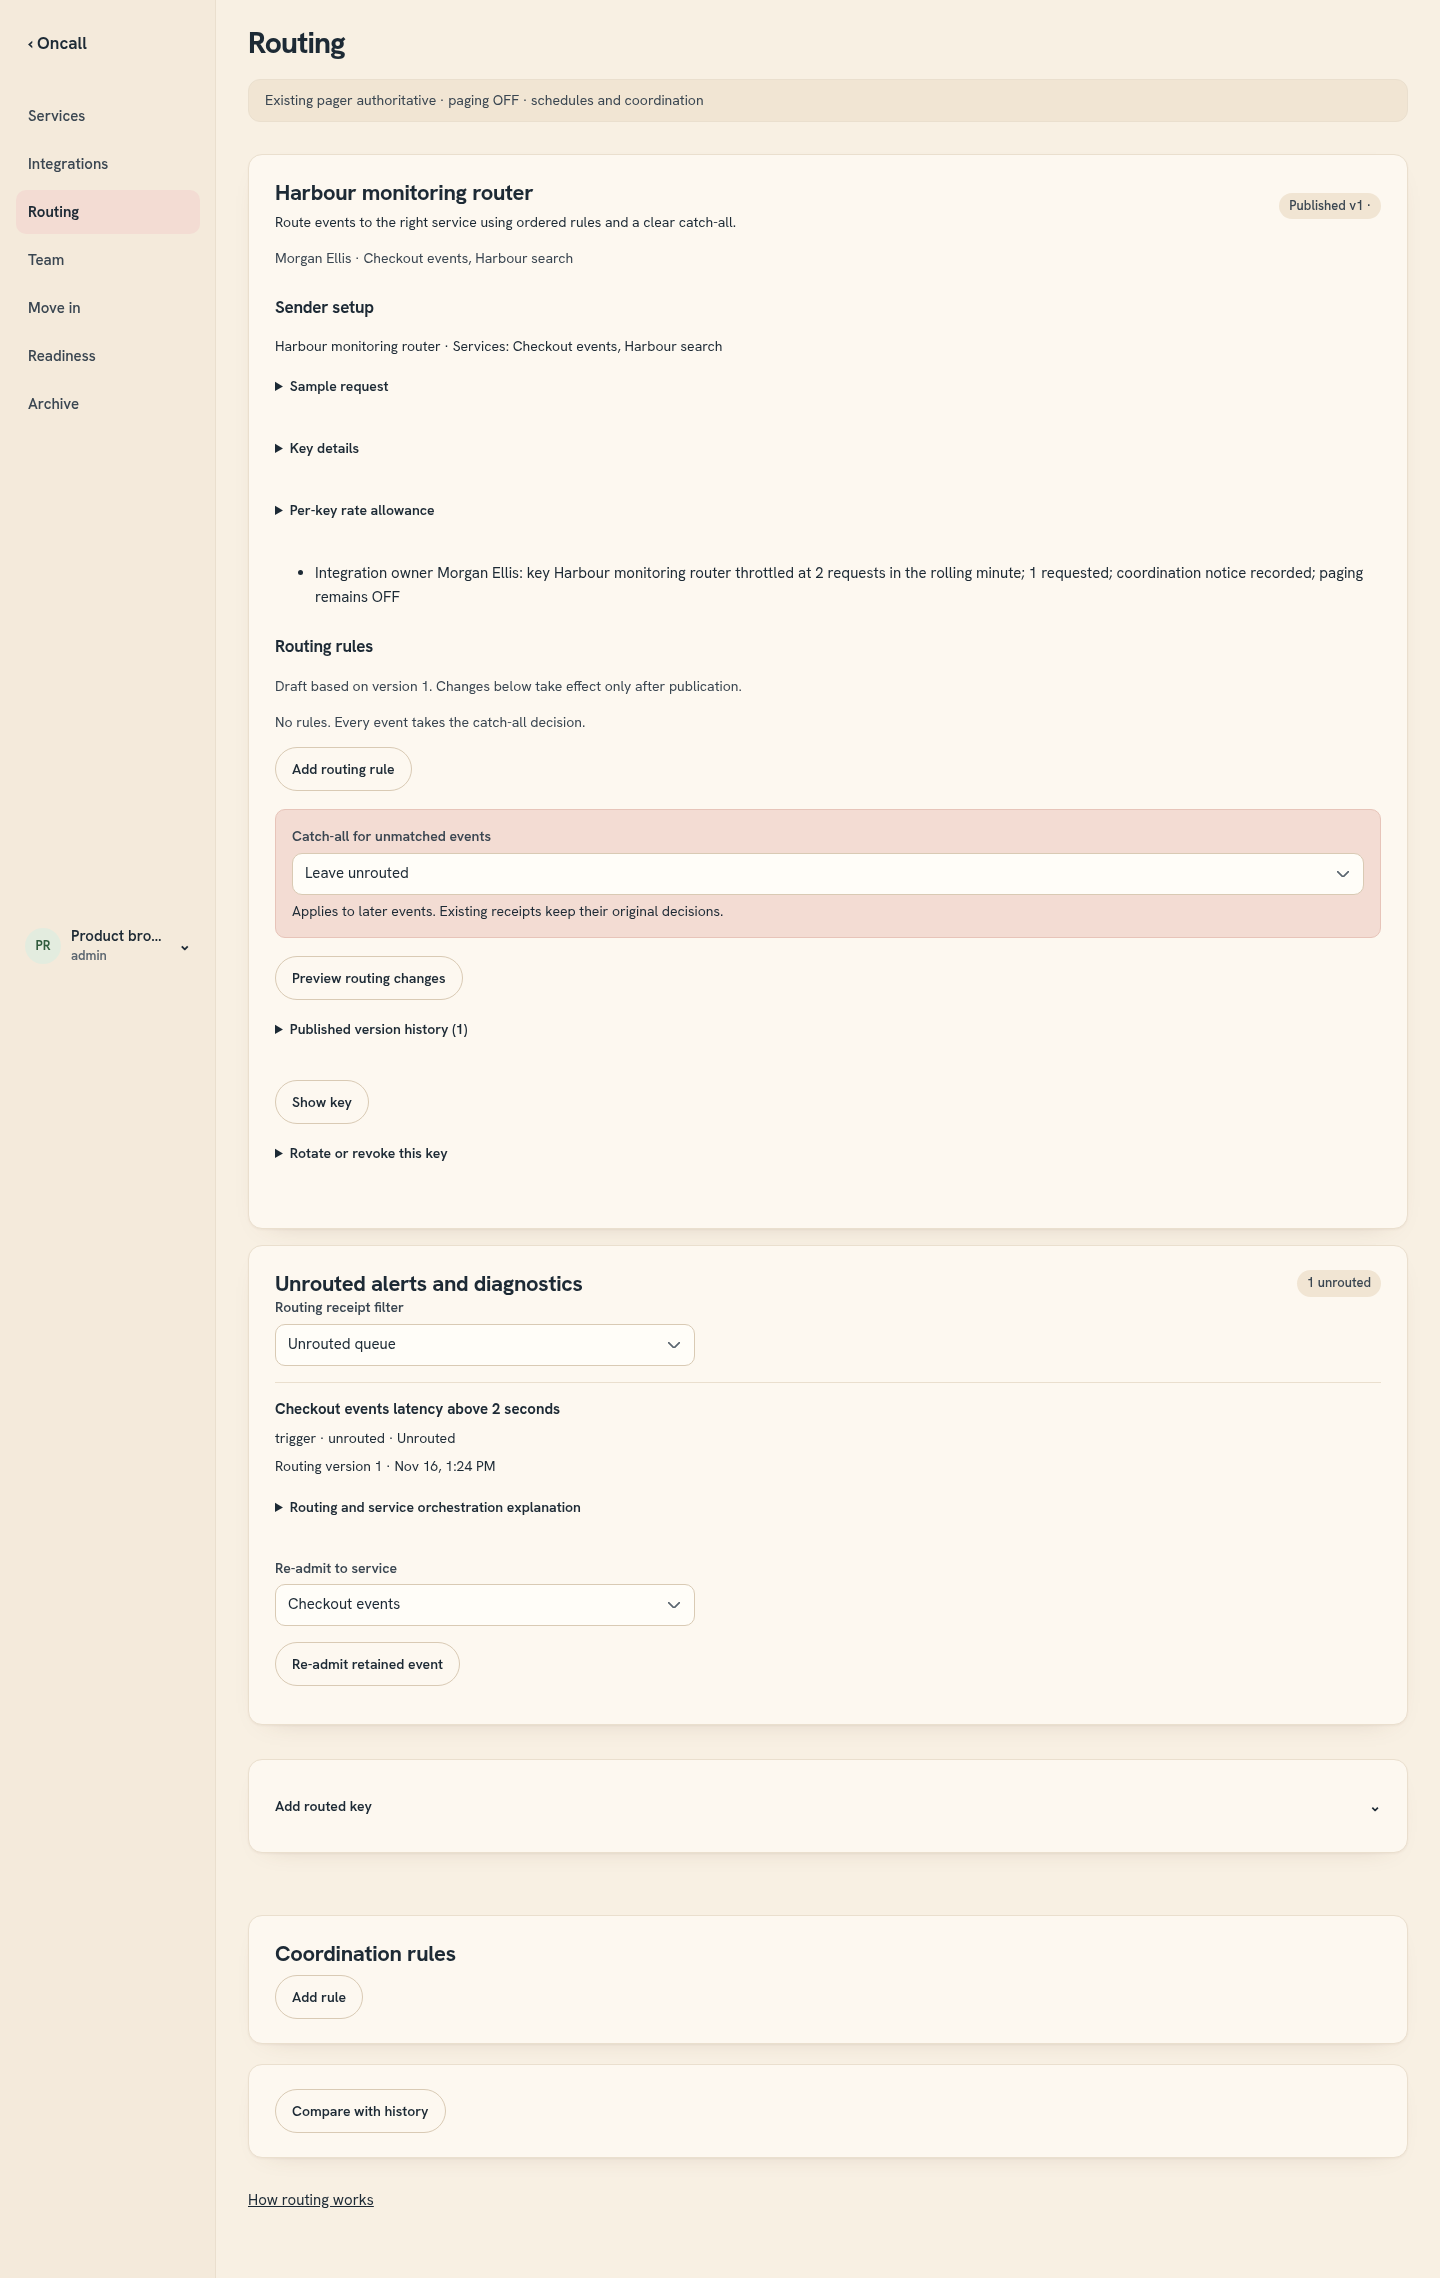 ‹ Oncall
Services
Integrations
Routing
Team
Move in
Readiness
Archive
PR
Product bro...
admin
Routing
Existing pager authoritative · paging OFF · schedules and coordination
Harbour monitoring router
Published v1 ·
Route events to the right service using ordered rules and a clear catch-all.
Morgan Ellis · Checkout events, Harbour search
Sender setup
Harbour monitoring router · Services: Checkout events, Harbour search
Sample request
Key details
Per-key rate allowance
• Integration owner Morgan Ellis: key Harbour monitoring router throttled at 2 requests in the rolling minute; 1 requested; coordination notice recorded; paging
remains OFF
Routing rules
Draft based on version 1. Changes below take effect only after publication.
No rules. Every event takes the catch-all decision.
Add routing rule
Catch-all for unmatched events
Leave unrouted
Applies to later events. Existing receipts keep their original decisions.
Preview routing changes
Published version history (1)
Show key
Rotate or revoke this key
Unrouted alerts and diagnostics
1 unrouted
Routing receipt filter
Unrouted queue
Checkout events latency above 2 seconds
trigger · unrouted · Unrouted
Routing version 1 · Nov 16, 1:24 PM
Routing and service orchestration explanation
Re-admit to service
Checkout events
Re-admit retained event
Add routed key
Coordination rules
Add rule
Compare with history
How routing works